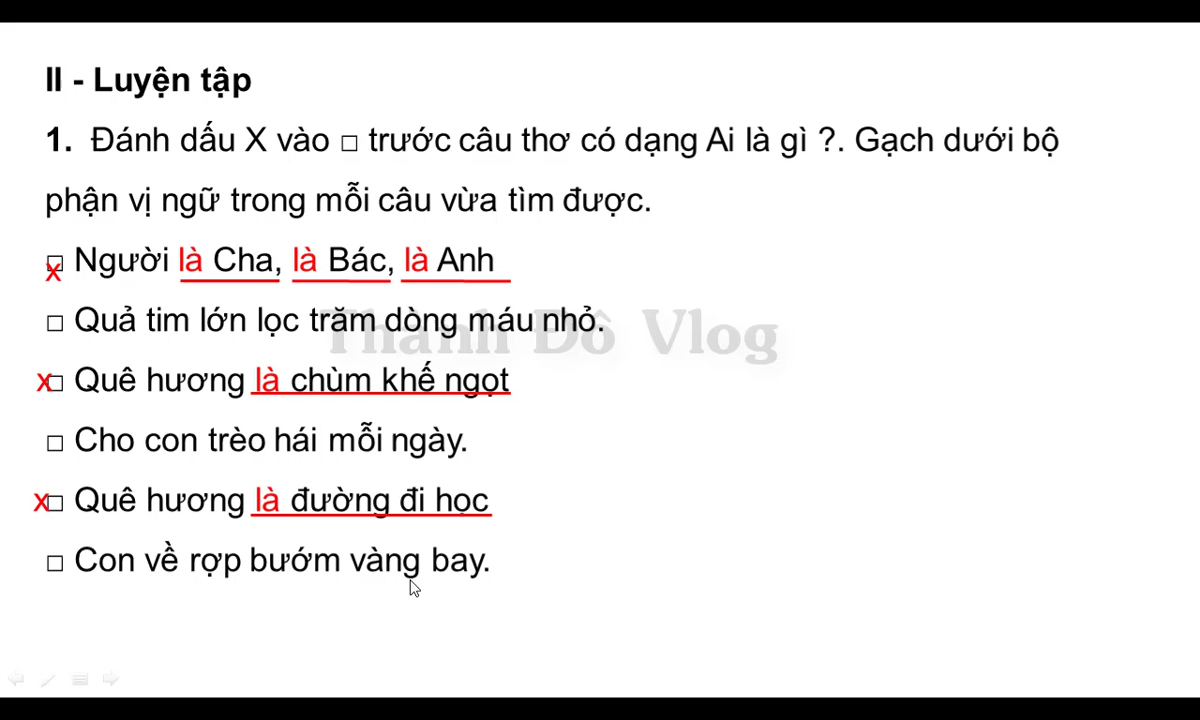 II - Luyện tập
1. Đánh dấu X vào □ trước câu thơ có dạng Ai là gì ?. Gạch dưới bộ
phận vị ngữ trong mỗi câu vừa tìm được.
x□ Người là Cha, là Bác, là Anh
□ Quả tim lớn lọc trăm dòng máu nhỏ.
Thanh Đô Vlog
x□ Quê hương là chùm khế ngọt
□ Cho con trèo hái mỗi ngày.
x□ Quê hương là đường đi học
□ Con về rợp bướm vàng bay.